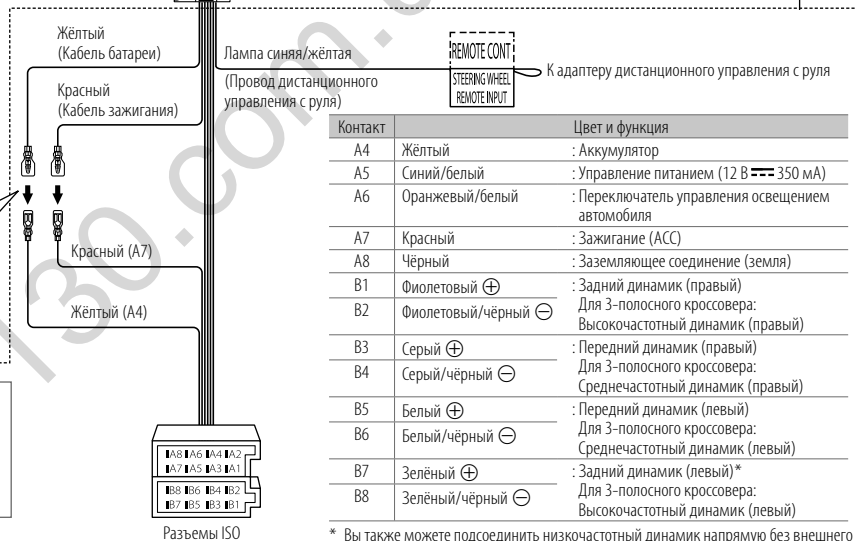 Жёлтый
(Кабель батареи)
Красный
(Кабель зажигания)
Лампа синяя/жёлтая
(Провод дистанционного
управления с руля)
REMOTE CONT
STEERING WHEEL
REMOTE INPUT
К адаптеру дистанционного управления с руля
Красный (A7)
Жёлтый (A4)
A8 A6 A4 A2
A7 A5 A3 A1
B8 B6 B4 B2
B7 B5 B3 B1
Разъемы ISO
Контакт Цвет и функция
A4 Жёлтый : Аккумулятор
A5 Синий/белый : Управление питанием (12 В ⎓ 350 мА)
A6 Оранжевый/белый : Переключатель управления освещением
автомобиля
A7 Красный : Зажигание (ACC)
A8 Чёрный : Заземляющее соединение (земля)
B1 Фиолетовый ⊕ : Задний динамик (правый)
B2 Фиолетовый/чёрный ⊖ Для 3-полосного кроссовера:
Высокочастотный динамик (правый)
B3 Серый ⊕ : Передний динамик (правый)
B4 Серый/чёрный ⊖ Для 3-полосного кроссовера:
Среднечастотный динамик (правый)
B5 Белый ⊕ : Передний динамик (левый)
B6 Белый/чёрный ⊖ Для 3-полосного кроссовера:
Среднечастотный динамик (левый)
B7 Зелёный ⊕ : Задний динамик (левый)*
B8 Зелёный/чёрный ⊖ Для 3-полосного кроссовера:
Высокочастотный динамик (левый)
* Вы также можете подсоединить низкочастотный динамик напрямую без внешнего
130.com.